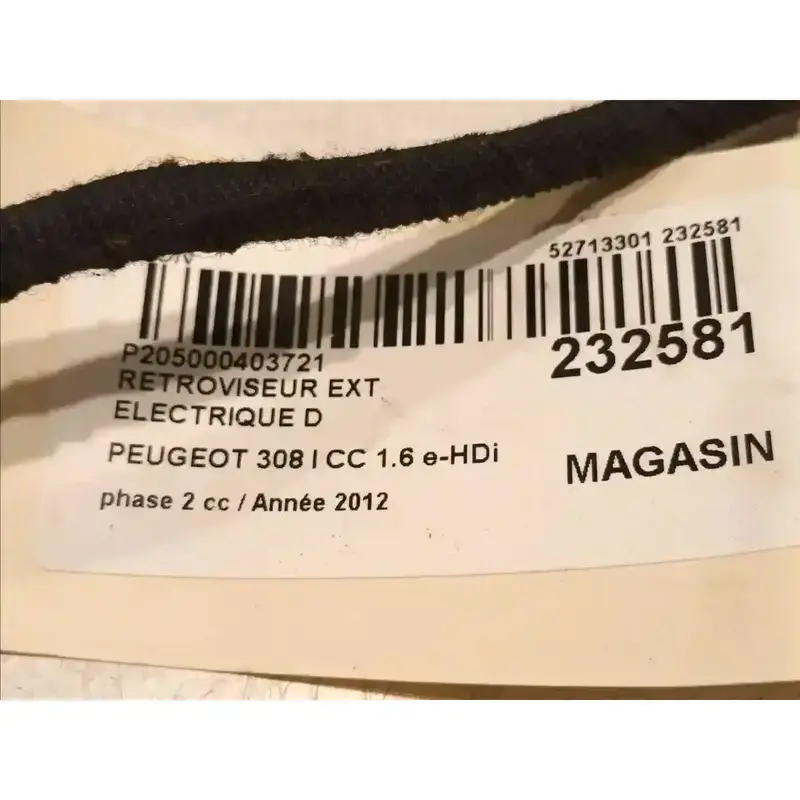 52713301 232581
P205000403721
232581
RETROVISEUR EXT
ELECTRIQUE D
PEUGEOT 308 I CC 1.6 e-HDi
MAGASIN
phase 2 cc / Année 2012